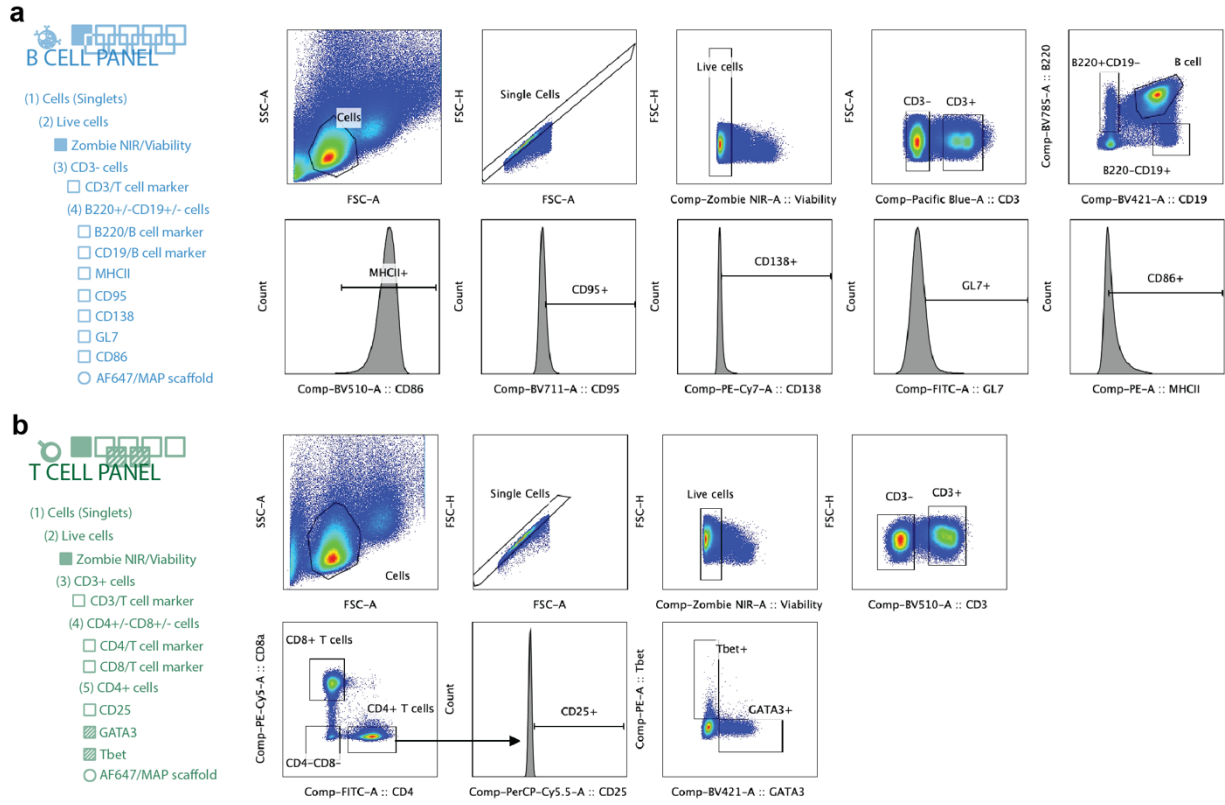 a
B CELL PANEL
(1) Cells (Singlets)
(2) Live cells
Zombie NIR/Viability
(3) CD3- cells
CD3/T cell marker
(4) B220+/-CD19+/- cells
B220/B cell marker
CD19/B cell marker
MHCII
CD95
CD138
GL7
CD86
AF647/MAP scaffold
SSC-A
Cells
FSC-A
FSC-H
Single Cells
FSC-A
FSC-H
Live cells
Comp-Zombie NIR-A :: Viability
FSC-A
CD3-
CD3+
Comp-Pacific Blue-A :: CD3
Comp-BV785-A :: B220
B220+CD19-
B cell
B220-CD19+
Comp-BV421-A :: CD19
Count
MHCII+
Comp-BV510-A :: CD86
Count
CD95+
Comp-BV711-A :: CD95
Count
CD138+
Comp-PE-Cy7-A :: CD138
Count
GL7+
Comp-FITC-A :: GL7
Count
CD86+
Comp-PE-A :: MHCII
b
T CELL PANEL
(1) Cells (Singlets)
(2) Live cells
Zombie NIR/Viability
(3) CD3+ cells
CD3/T cell marker
(4) CD4+/-CD8+/- cells
CD4/T cell marker
CD8/T cell marker
(5) CD4+ cells
CD25
GATA3
Tbet
AF647/MAP scaffold
SSC-A
Cells
FSC-A
FSC-H
Single Cells
FSC-A
FSC-H
Live cells
Comp-Zombie NIR-A :: Viability
FSC-H
CD3-
CD3+
Comp-BV510-A :: CD3
Comp-PE-Cy5-A :: CD8a
CD8+ T cells
CD4+ T cells
CD4-CD8-
Comp-FITC-A :: CD4
Count
CD25+
Comp-PerCP-Cy5.5-A :: CD25
Comp-PE-A :: Tbet
Tbet+
GATA3+
Comp-BV421-A :: GATA3